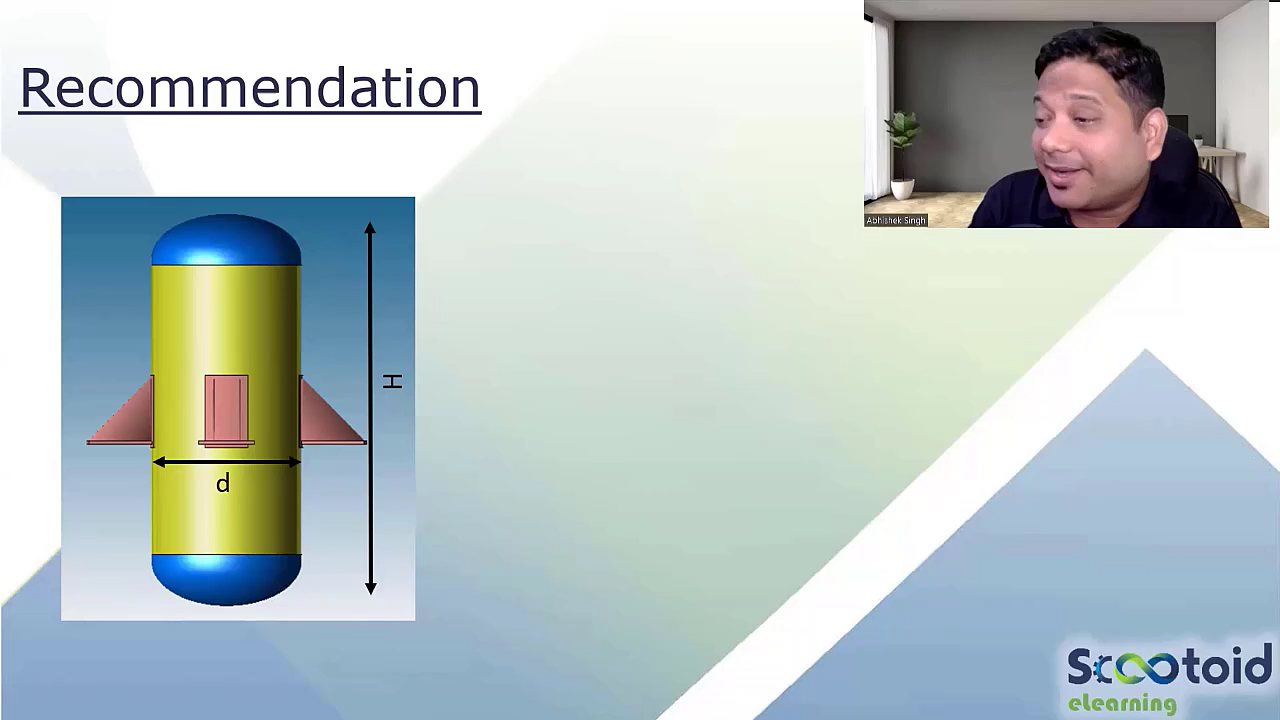 Recommendation
Abhishek Singh
H
d
Scootoid
eLearning